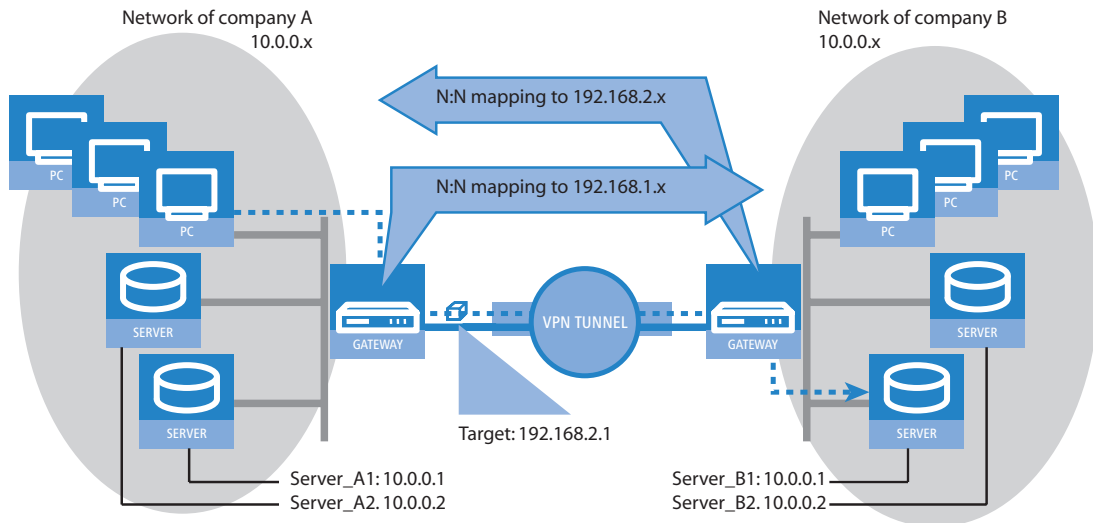 Network of company A
10.0.0.x
Network of company B
10.0.0.x
N:N mapping to 192.168.2.x
N:N mapping to 192.168.1.x
PC
PC
PC
PC
PC
PC
SERVER
SERVER
GATEWAY
VPN TUNNEL
GATEWAY
SERVER
SERVER
Target: 192.168.2.1
Server_A1: 10.0.0.1
Server_A2. 10.0.0.2
Server_B1: 10.0.0.1
Server_B2. 10.0.0.2